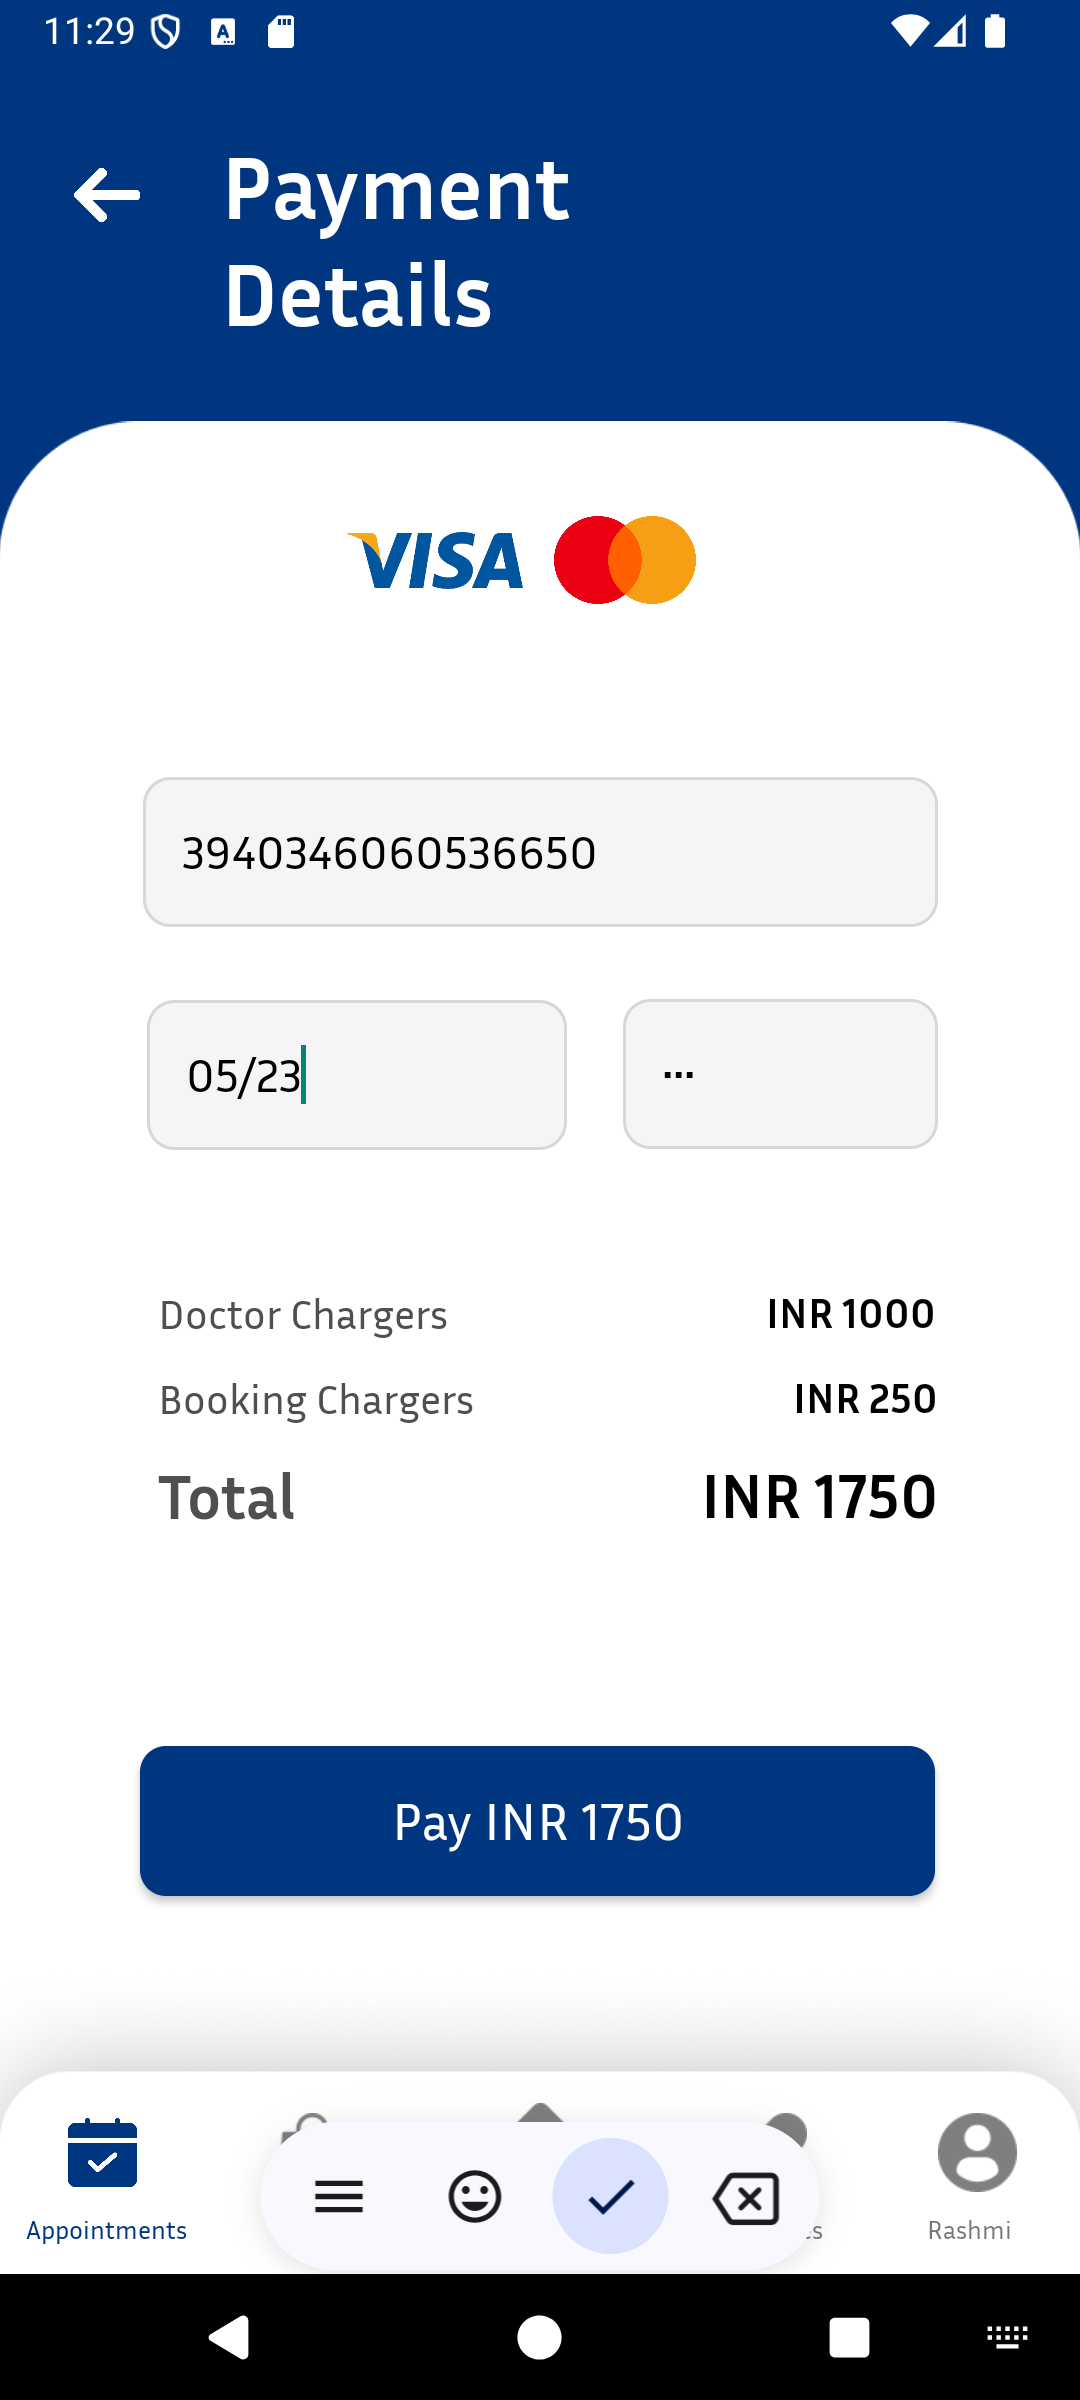 11:29
Payment
Details
VISA
3940346060536650
05/23
Doctor Chargers
INR 1000
Booking Chargers
INR 250
Total
INR 1750
Pay INR 1750
Appointments
Rashmi